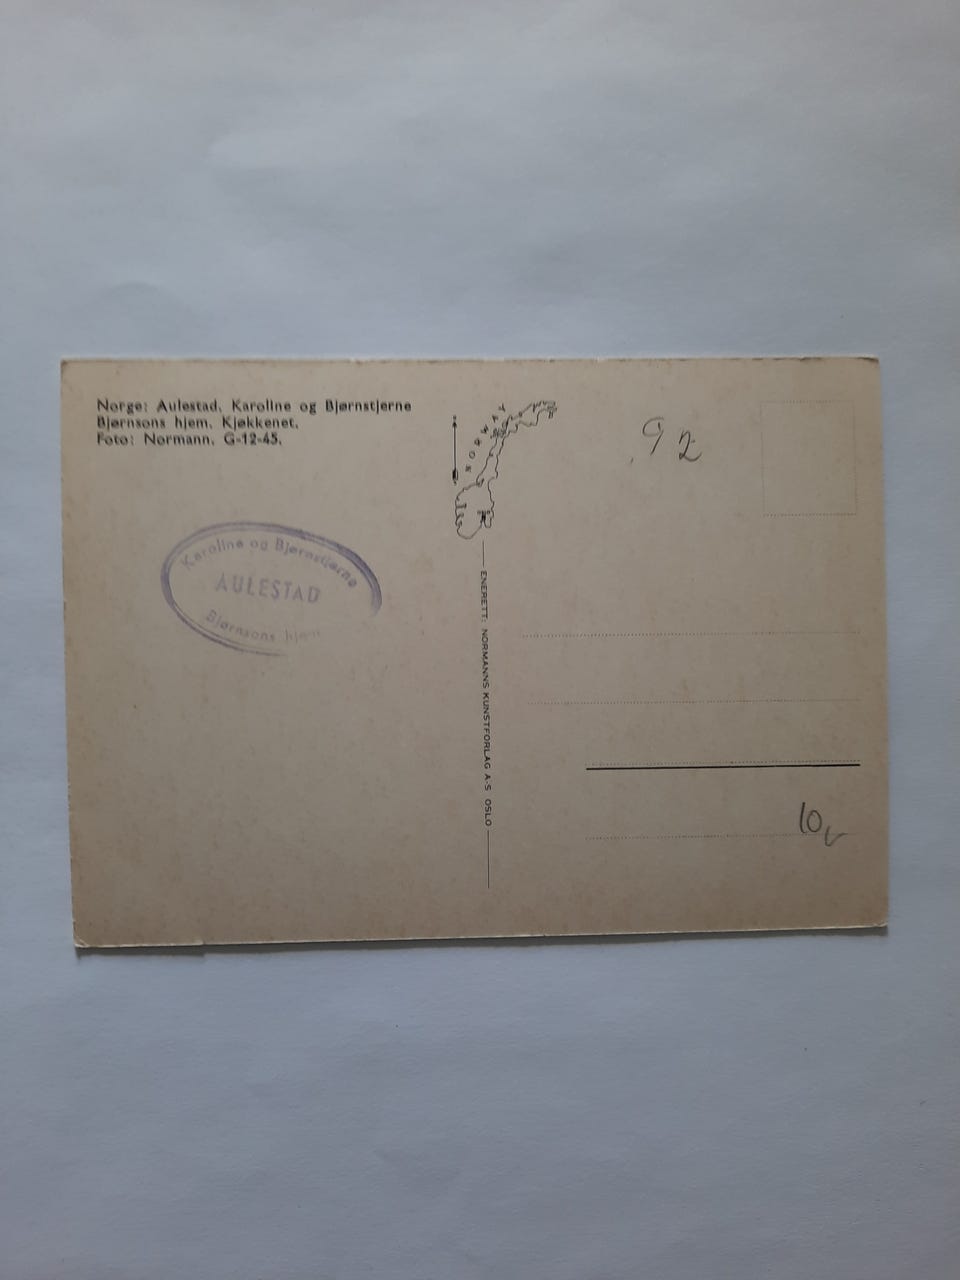 Norge: Aulestad. Karoline og Bjørnstjerne
Bjørnsons hjem. Kjøkkenet.
Foto: Normann. G-12-45.
NORWAY
92
Karoline og Bjørnstjerne
AULESTAD
Bjørnsons hjem
ENERETT: NORMANNS KUNSTFORLAG A-S OSLO
10